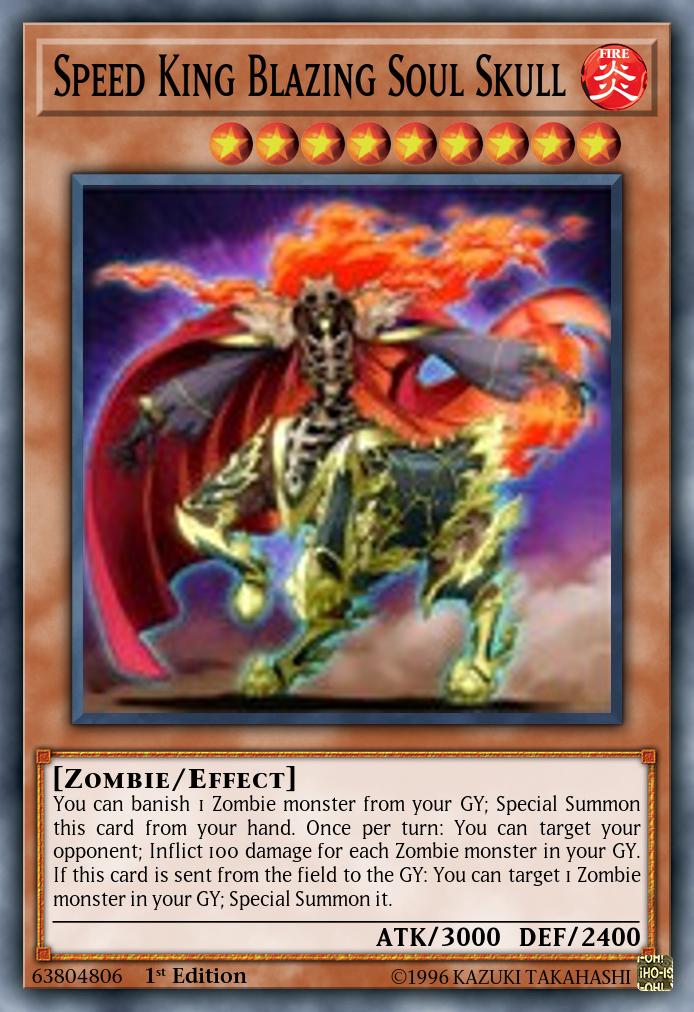 SPEED KING BLAZING SOUL SKULL
FIRE
炎
[ZOMBIE/EFFECT]
You can banish 1 Zombie monster from your GY; Special Summon
this card from your hand. Once per turn: You can target your
opponent; Inflict 100 damage for each Zombie monster in your GY.
If this card is sent from the field to the GY: You can target 1 Zombie
monster in your GY; Special Summon it.
ATK/3000 DEF/2400
63804806 1st Edition ©1996 KAZUKI TAKAHASHI